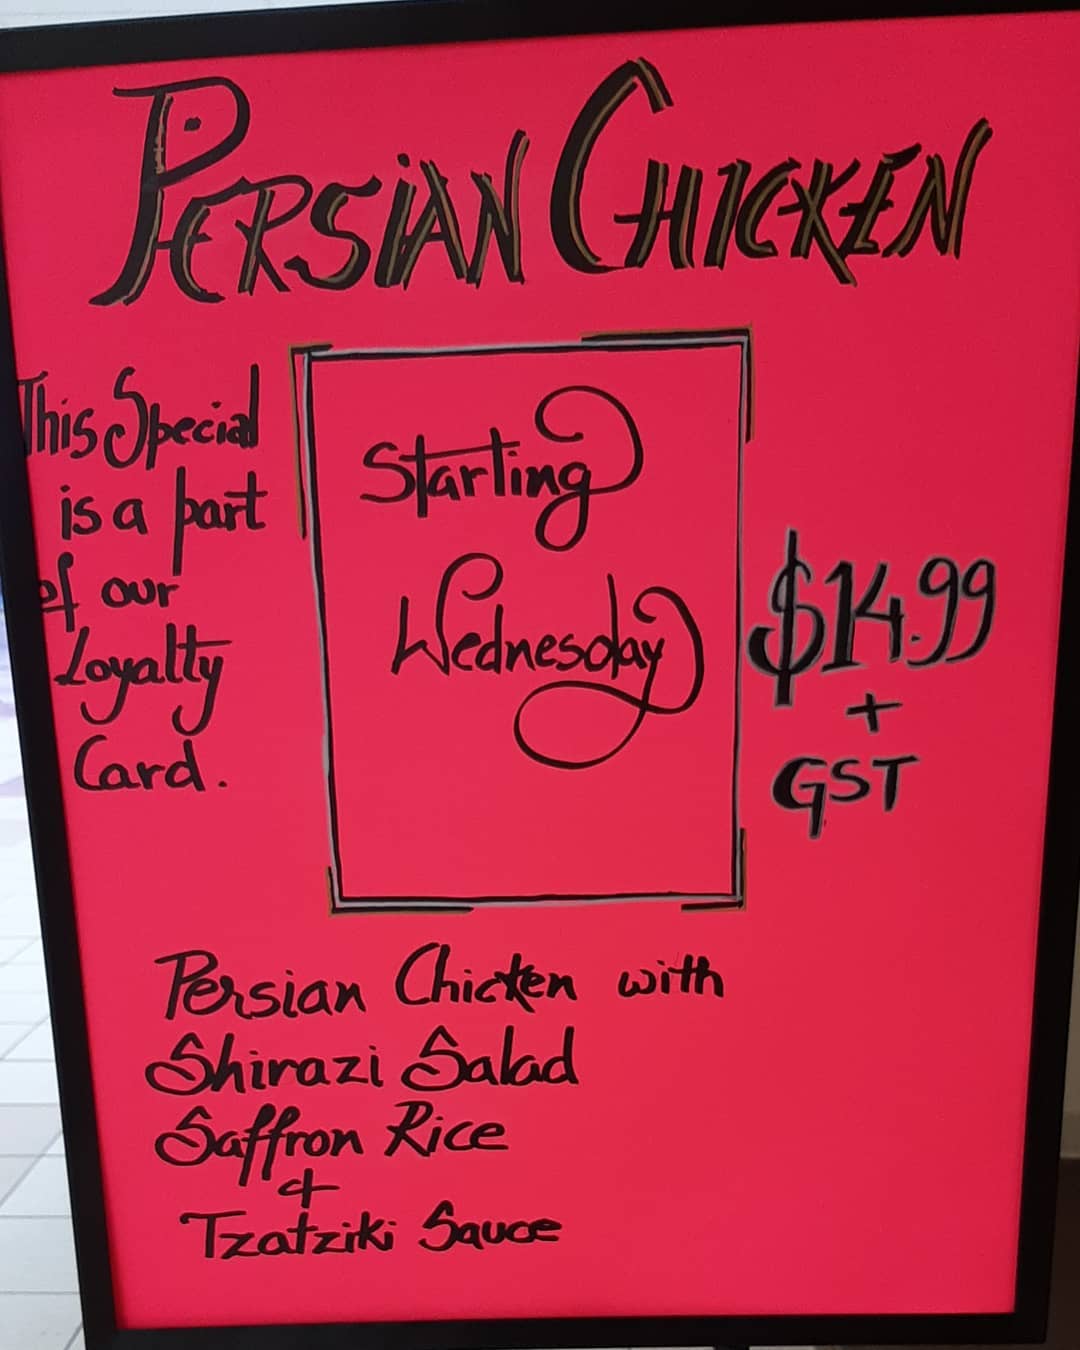 PERSIAN CHICKEN
This Special
is a part
of our
Loyalty
Card.
Starting
Wednesday
$14.99
+
GST
Persian Chicken with
Shirazi Salad
Saffron Rice
&
Tzatziki Sauce